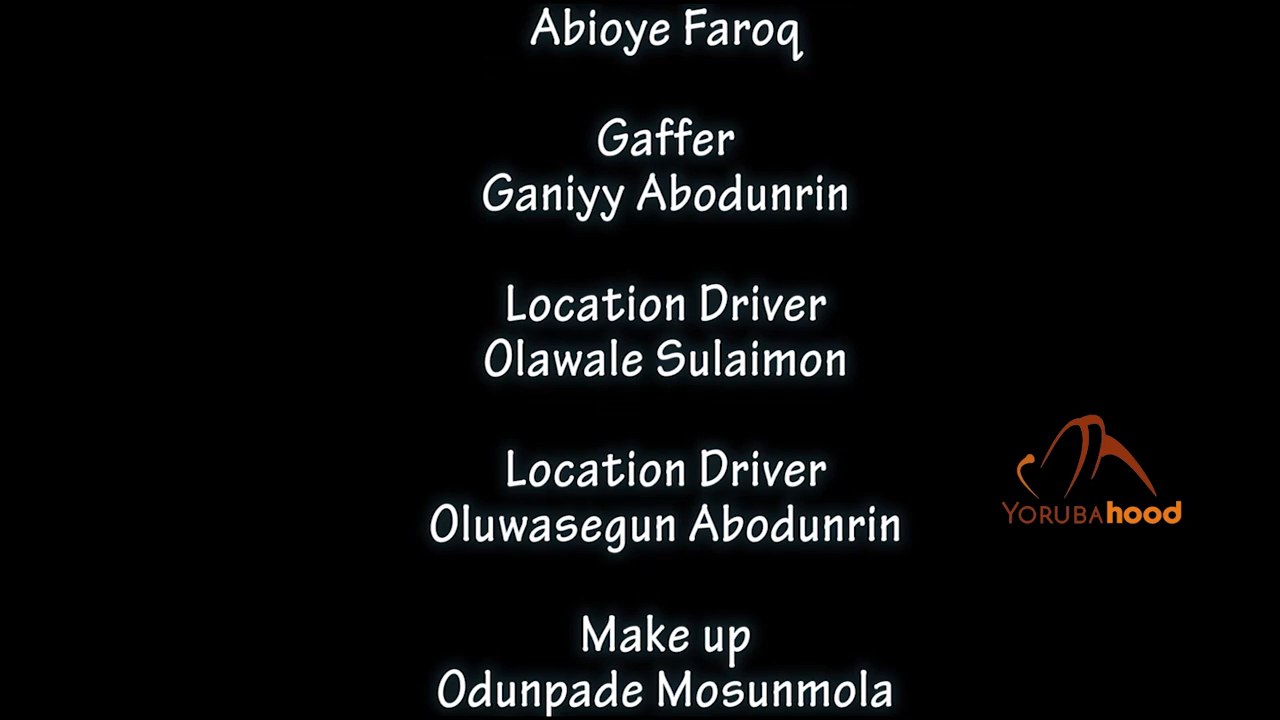 Abioye Faroq
Gaffer
Ganiyy Abodunrin
Location Driver
Olawale Sulaimon
Location Driver
Oluwasegun Abodunrin
YORUBAhood
Make up
Odunpade Mosunmola